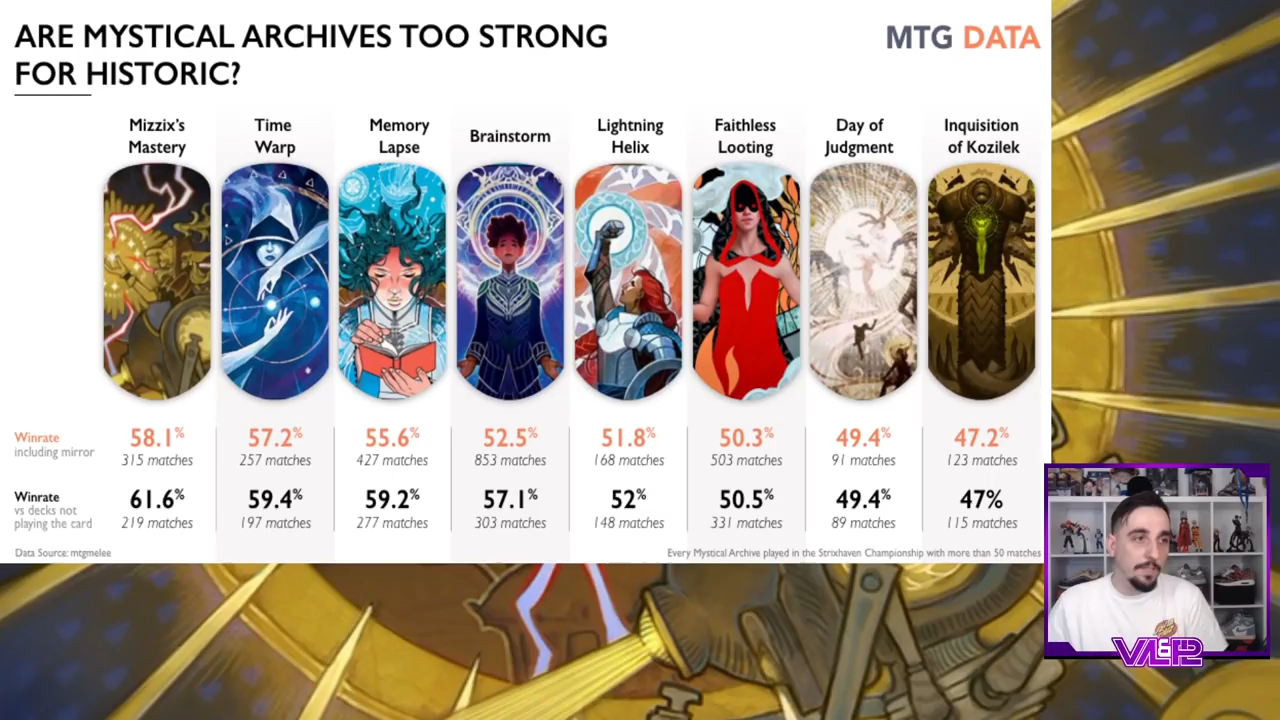 ARE MYSTICAL ARCHIVES TOO STRONG
FOR HISTORIC?
MTG DATA
Mizzix's
Mastery
Time
Warp
Memory
Lapse
Brainstorm
Lightning
Helix
Faithless
Looting
Day of
Judgment
Inquisition
of Kozilek
Winrate
including mirror
58.1%
315 matches
57.2%
257 matches
55.6%
427 matches
52.5%
853 matches
51.8%
168 matches
50.3%
503 matches
49.4%
91 matches
47.2%
123 matches
Winrate
vs decks not
playing the card
61.6%
219 matches
59.4%
197 matches
59.2%
277 matches
57.1%
303 matches
52%
148 matches
50.5%
331 matches
49.4%
89 matches
47%
115 matches
Data Source: mtgmelee
Every Mystical Archive played in the Strixhaven Championship with more than 50 matches